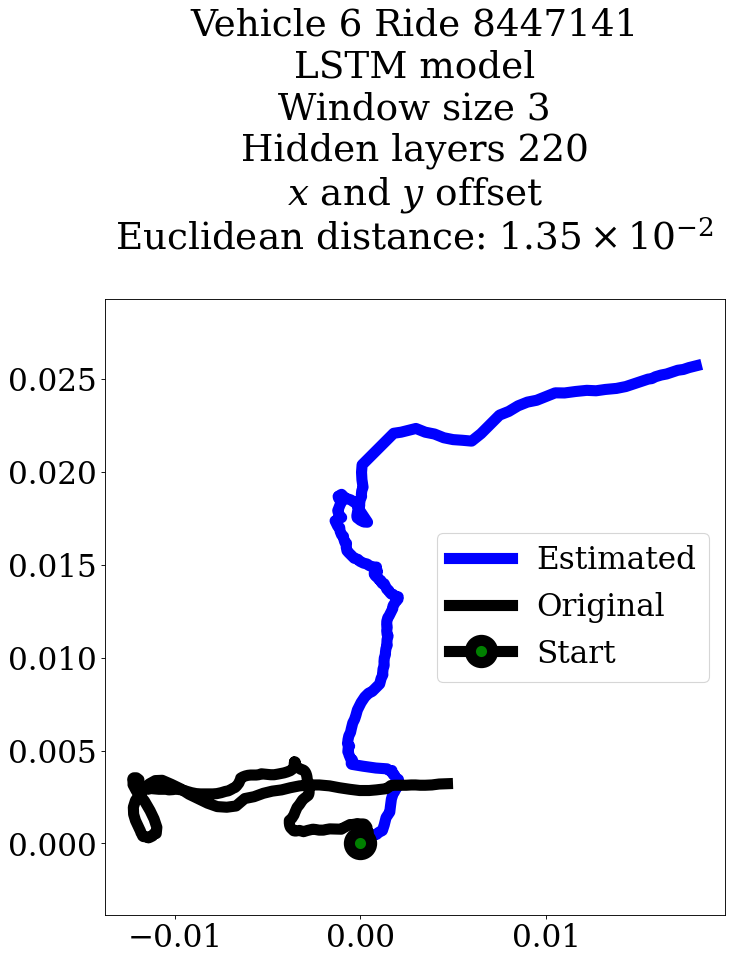 Vehicle 6 Ride 8447141
LSTM model
Window size 3
Hidden layers 220
x and y offset
Euclidean distance: 1.35 × 10⁻²
0.025
0.020
0.015
0.010
0.005
0.000
Estimated
Original
Start
−0.01 0.00 0.01